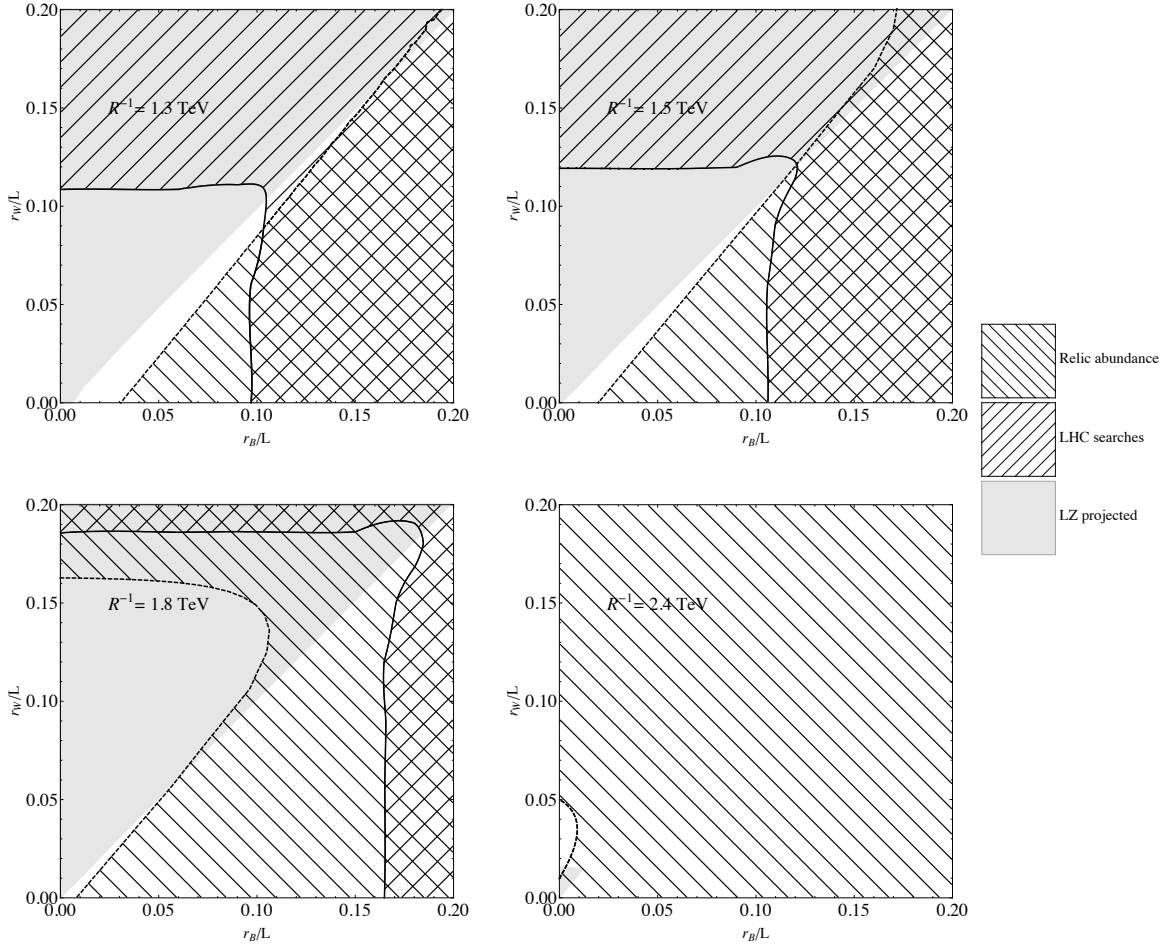 0.20
0.15
0.10
0.05
0.00
r_W/L
R⁻¹= 1.3 TeV
0.00 0.05 0.10 0.15 0.20
r_B/L
0.20
0.15
0.10
0.05
0.00
r_W/L
R⁻¹= 1.5 TeV
0.00 0.05 0.10 0.15 0.20
r_B/L
Relic abundance
LHC searches
LZ projected
0.20
0.15
0.10
0.05
0.00
r_W/L
R⁻¹= 1.8 TeV
0.00 0.05 0.10 0.15 0.20
r_B/L
0.20
0.15
0.10
0.05
0.00
r_W/L
R⁻¹= 2.4 TeV
0.00 0.05 0.10 0.15 0.20
r_B/L